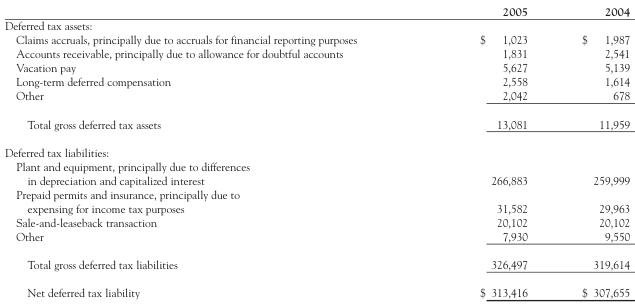 2005 2004
Deferred tax assets:
Claims accruals, principally due to accruals for financial reporting purposes $ 1,023 $ 1,987
Accounts receivable, principally due to allowance for doubtful accounts 1,831 2,541
Vacation pay 5,627 5,139
Long-term deferred compensation 2,558 1,614
Other 2,042 678
Total gross deferred tax assets 13,081 11,959
Deferred tax liabilities:
Plant and equipment, principally due to differences
in depreciation and capitalized interest 266,883 259,999
Prepaid permits and insurance, principally due to
expensing for income tax purposes 31,582 29,963
Sale-and-leaseback transaction 20,102 20,102
Other 7,930 9,550
Total gross deferred tax liabilities 326,497 319,614
Net deferred tax liability $ 313,416 $ 307,655